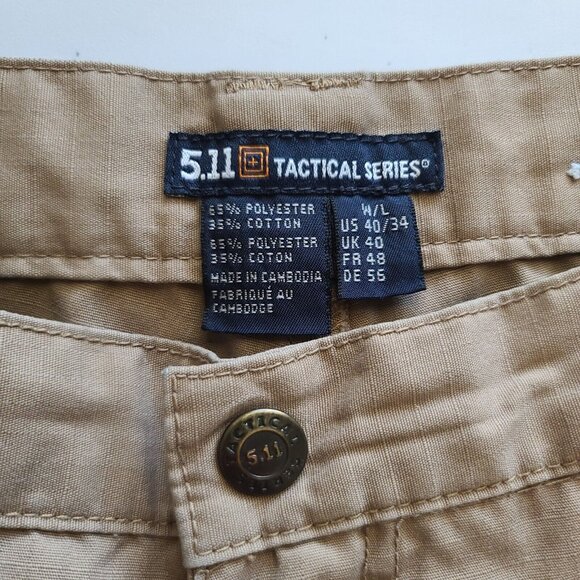 5.11 TACTICAL SERIES®
65% POLYESTER
35% COTTON
65% POLYESTER
35% COTON
MADE IN CAMBODIA
FABRIQUÉ AU
CAMBODGE
W/L
US 40/34
UK 40
FR 48
DE 56
TACTICAL
5.11
SERIES